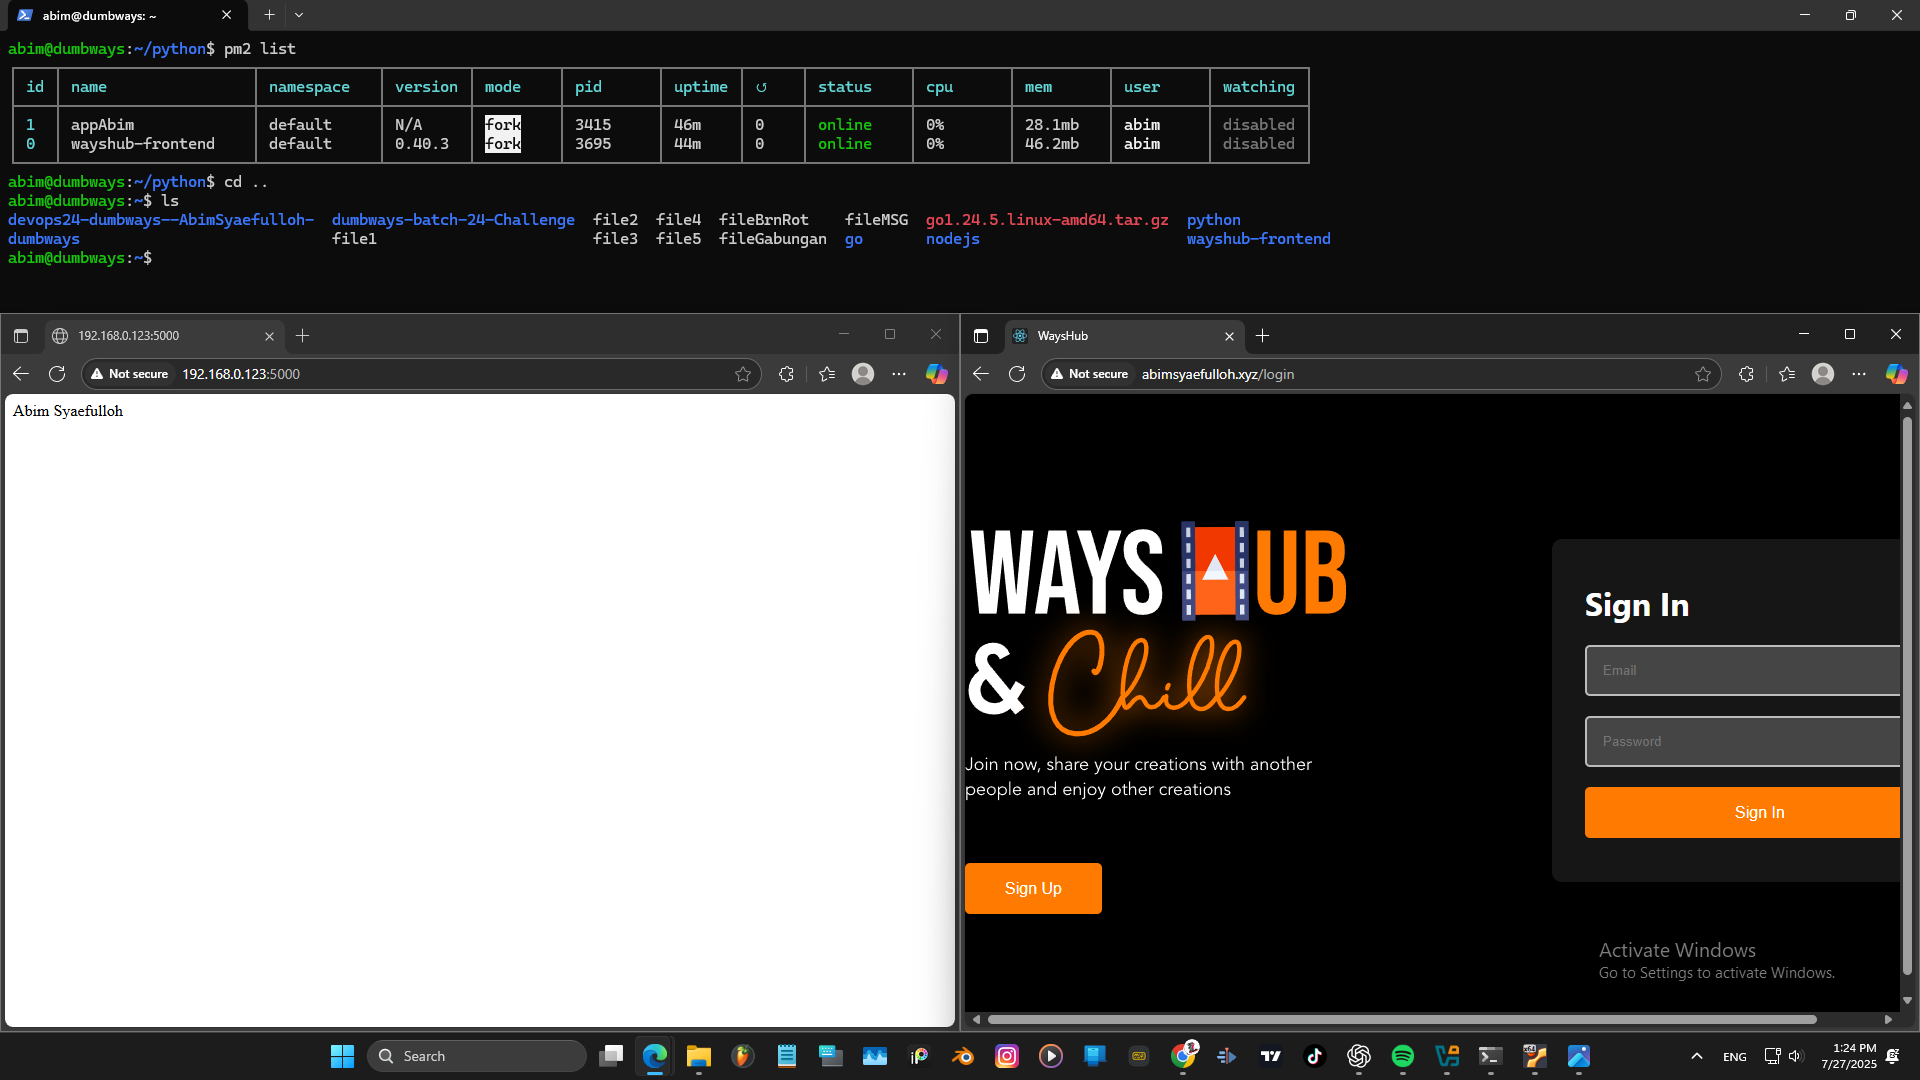 abim@dumbways: ~
abim@dumbways:~/python$ pm2 list
id name namespace version mode pid uptime ↺ status cpu mem user watching
1 appAbim default N/A fork 3415 46m 0 online 0% 28.1mb abim disabled
0 wayshub-frontend default 0.40.3 fork 3695 44m 0 online 0% 46.2mb abim disabled
abim@dumbways:~/python$ cd ..
abim@dumbways:~$ ls
devops24-dumbways--AbimSyaefulloh- dumbways-batch-24-Challenge file2 file4 fileBrnRot fileMSG go1.24.5.linux-amd64.tar.gz python
dumbways file1 file3 file5 fileGabungan go nodejs wayshub-frontend
abim@dumbways:~$
192.168.0.123:5000
Not secure 192.168.0.123:5000
Abim Syaefulloh
WaysHub
Not secure abimsyaefulloh.xyz/login
WAYS UB
& Chill
Join now, share your creations with another
people and enjoy other creations
Sign Up
Sign In
Email
Password
Sign In
Activate Windows
Go to Settings to activate Windows.
Search
ENG
1:24 PM
7/27/2025